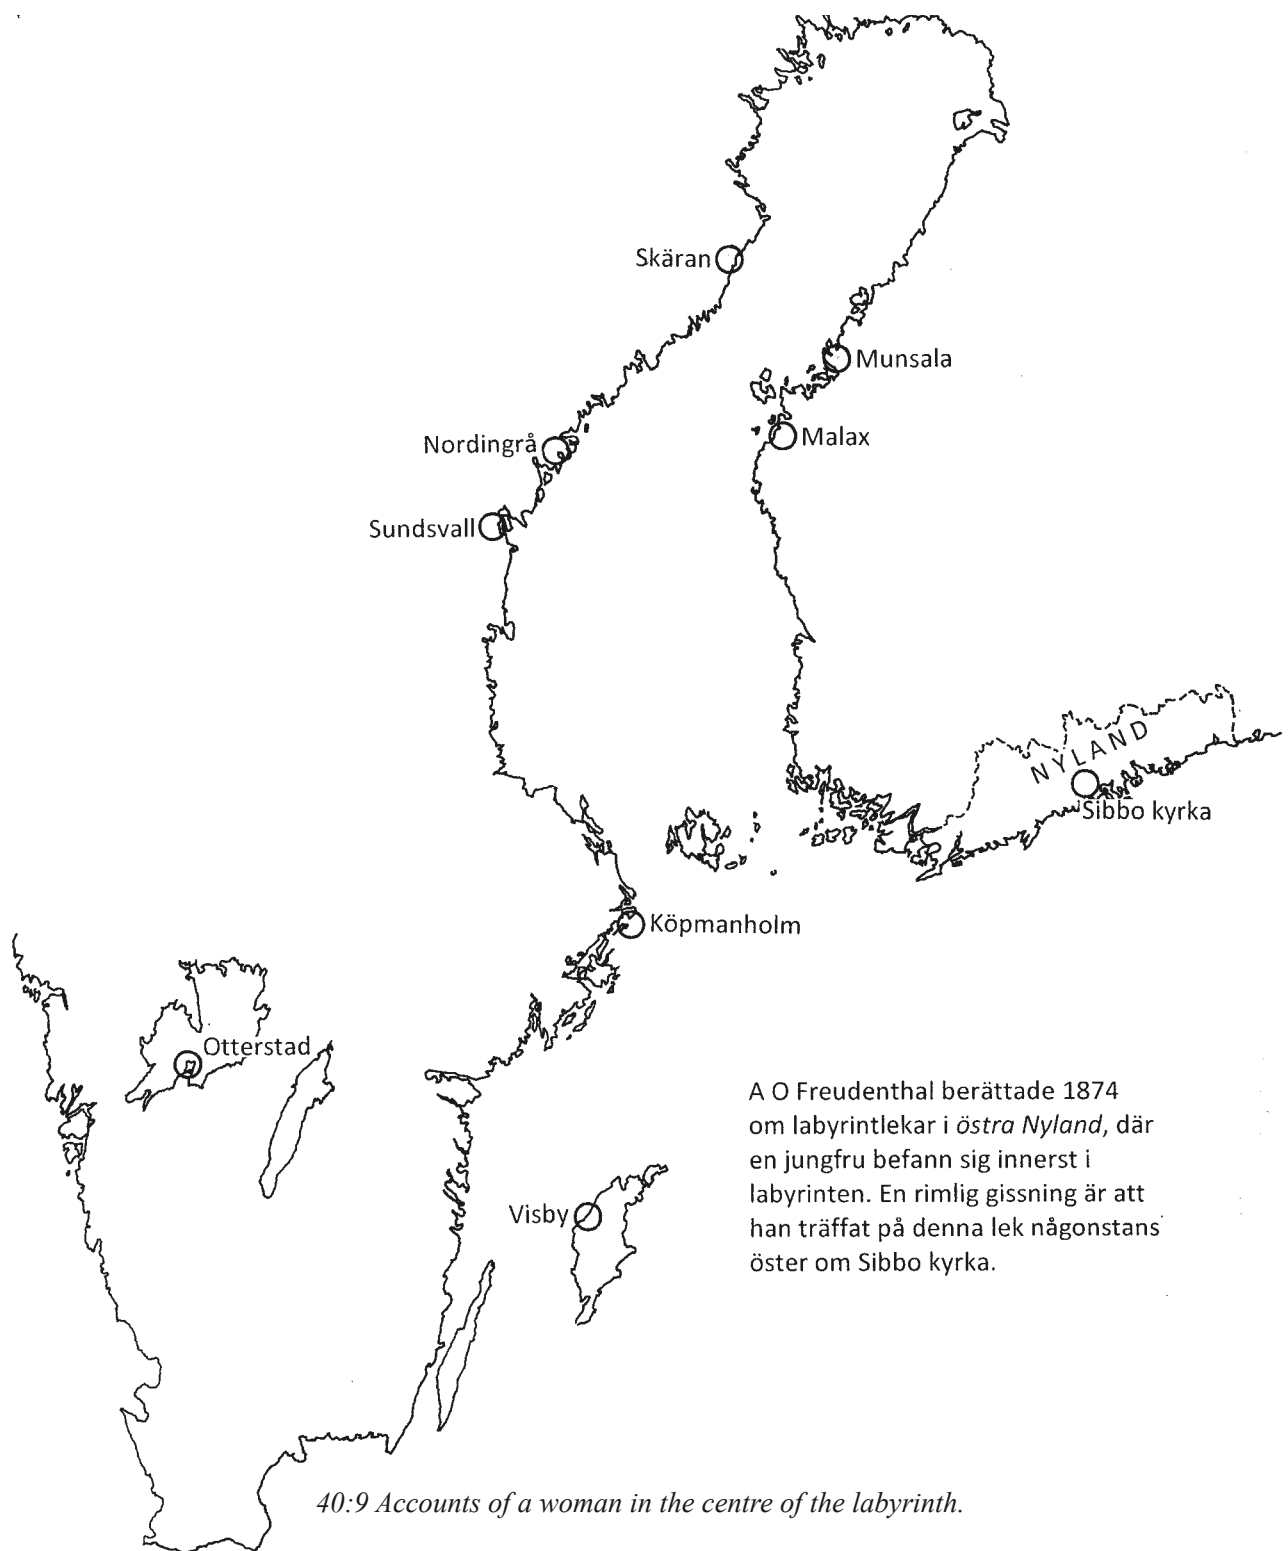 Skäran
Munsala
Nordingrå
Malax
Sundsvall
NYLAND
Sibbo kyrka
Köpmanholm
Otterstad
A O Freudenthal berättade 1874
om labyrintlekar i östra Nyland, där
en jungfru befann sig innerst i
labyrinten. En rimlig gissning är att
han träffat på denna lek någonstans
öster om Sibbo kyrka.
Visby
40:9 Accounts of a woman in the centre of the labyrinth.